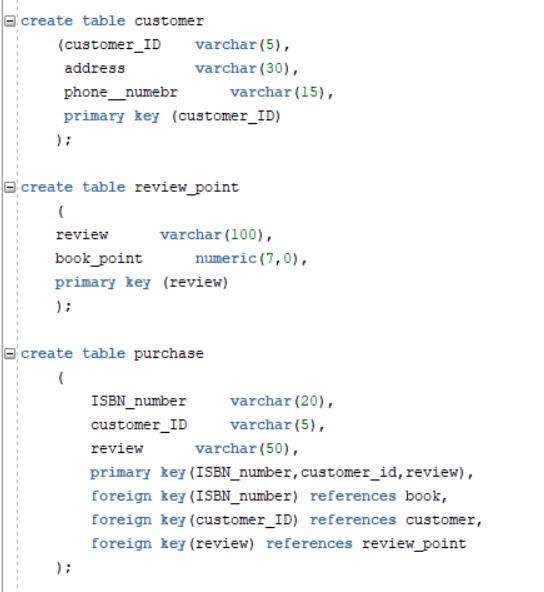 create table customer
(customer_ID varchar(5),
address varchar(30),
phone__numebr varchar(15),
primary key (customer_ID)
);
create table review_point
(
review varchar(100),
book_point numeric(7,0),
primary key (review)
);
create table purchase
(
ISBN_number varchar(20),
customer_ID varchar(5),
review varchar(50),
primary key(ISBN_number,customer_id,review),
foreign key(ISBN_number) references book,
foreign key(customer_ID) references customer,
foreign key(review) references review_point
);